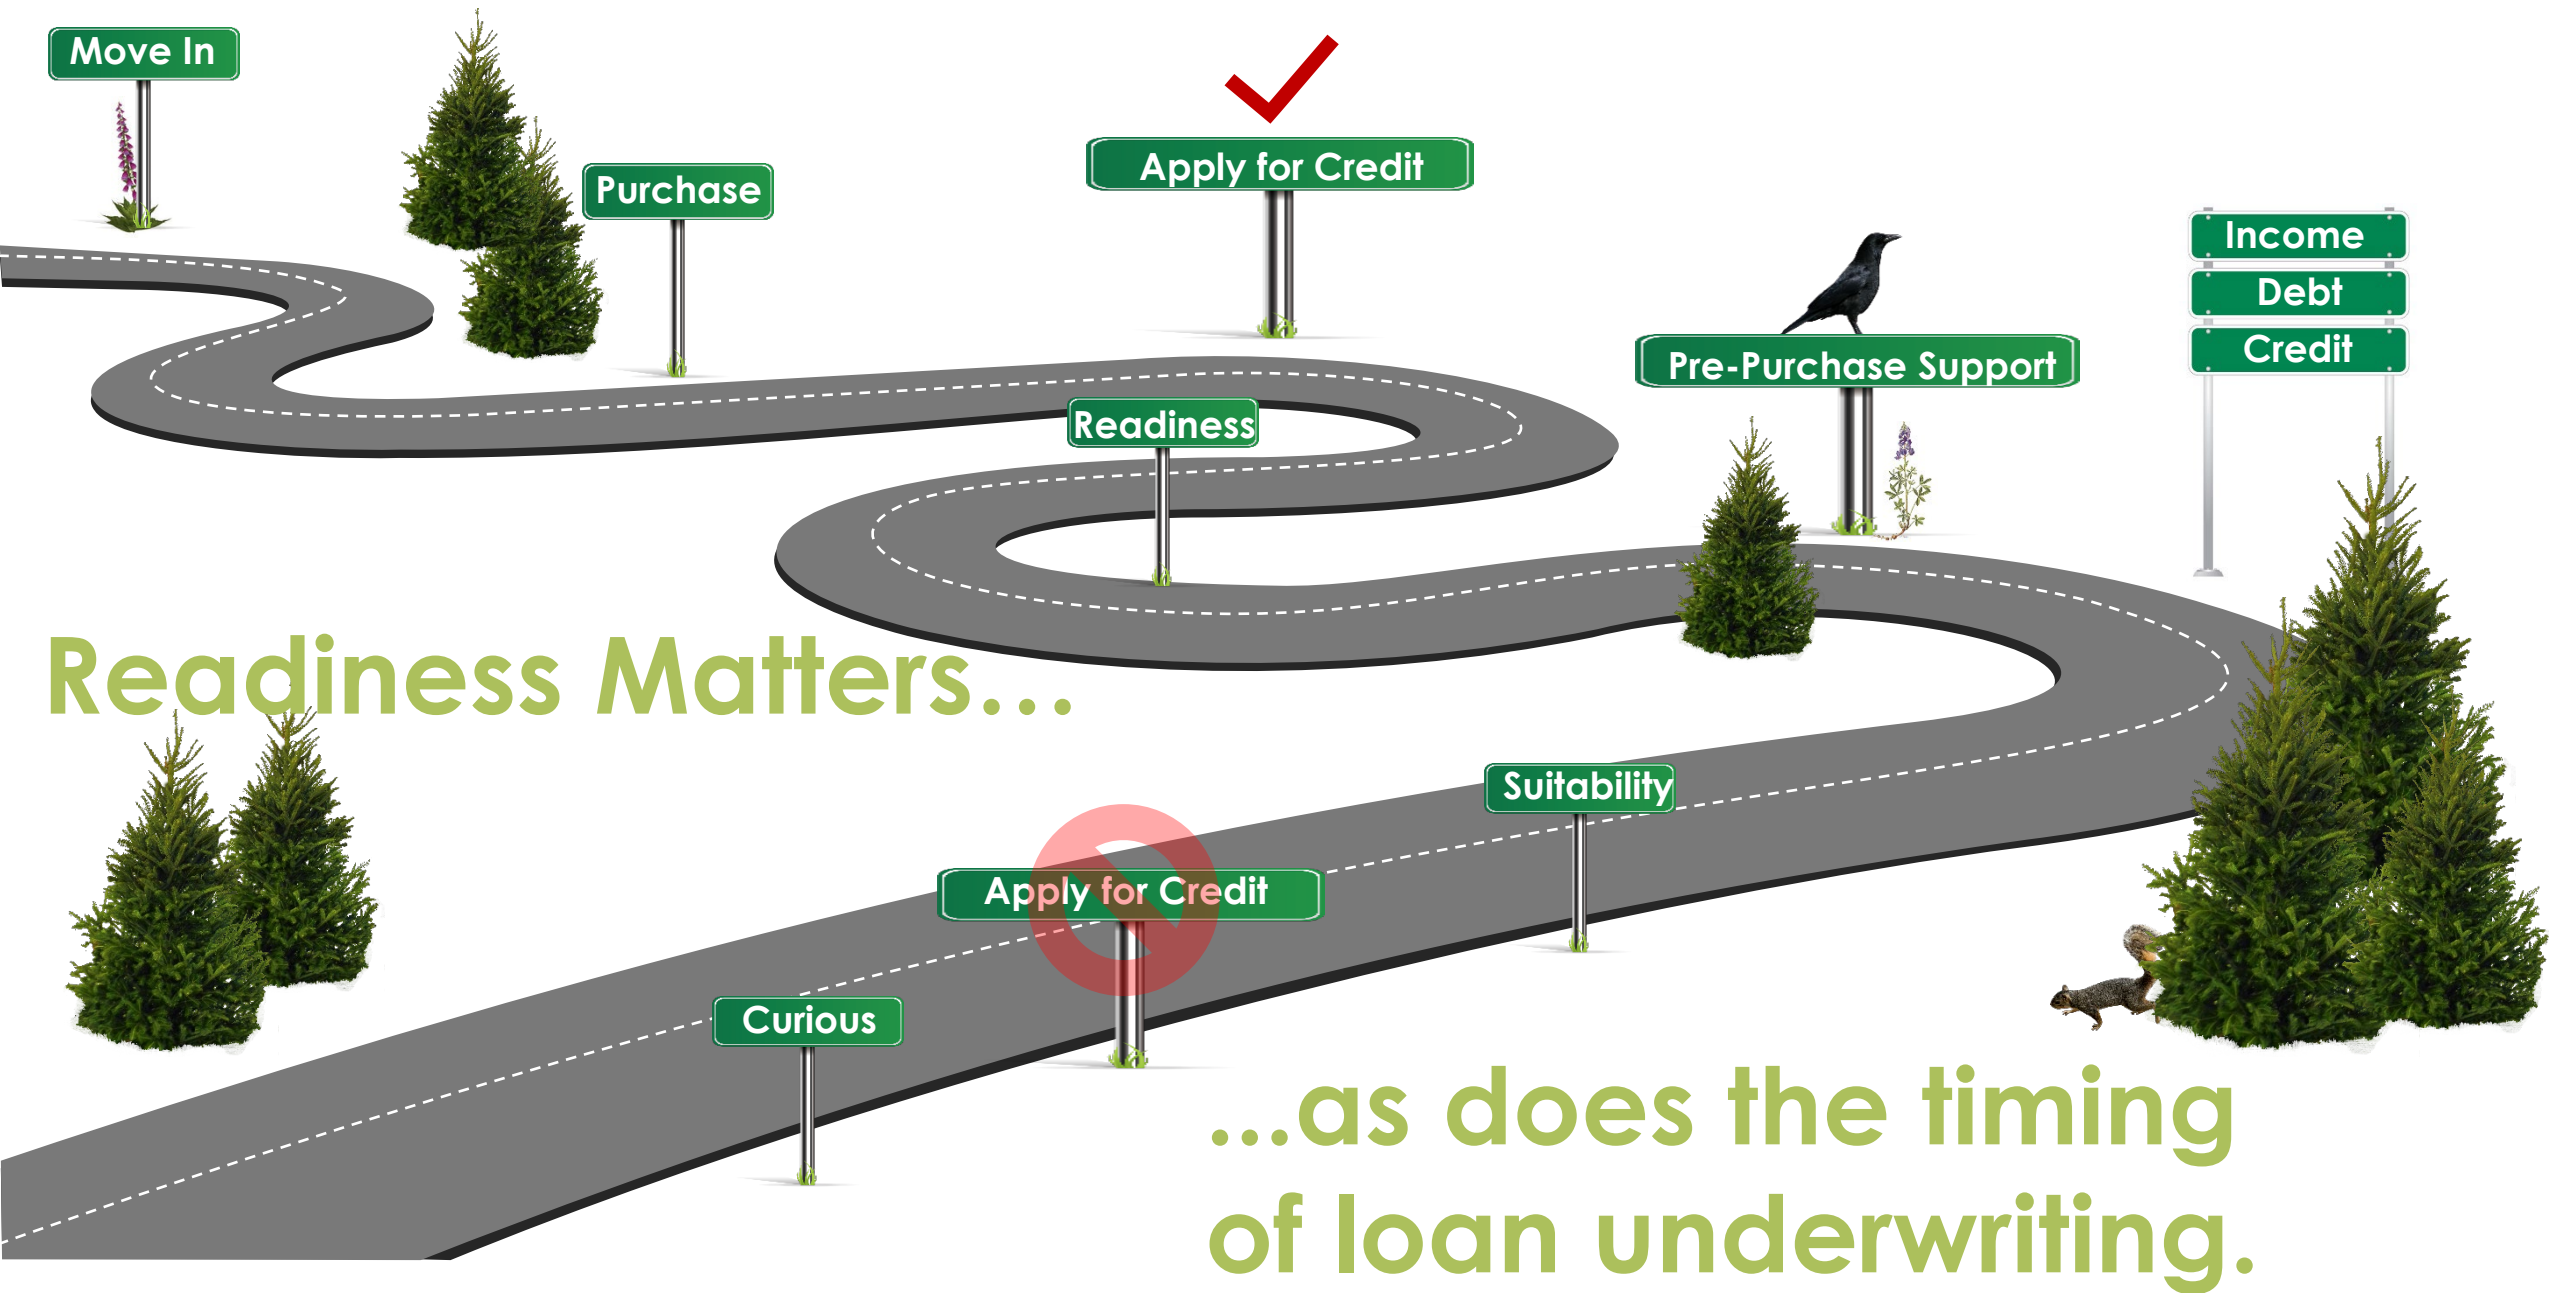 Move In
Purchase
Apply for Credit
Income
Debt
Credit
Pre-Purchase Support
Readiness
Readiness Matters...
Suitability
Apply for Credit
Curious
...as does the timing
of loan underwriting.